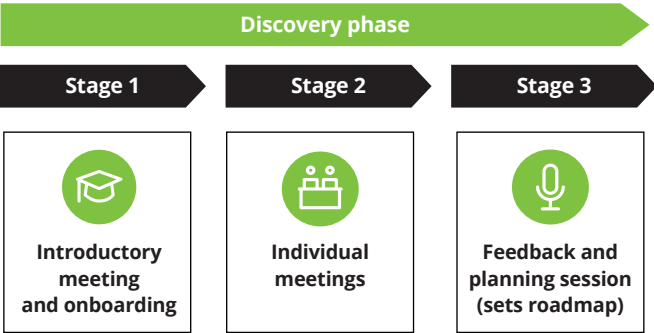 Discovery phase
Stage 1
Stage 2
Stage 3
Introductory
meeting
and onboarding
Individual
meetings
Feedback and
planning session
(sets roadmap)